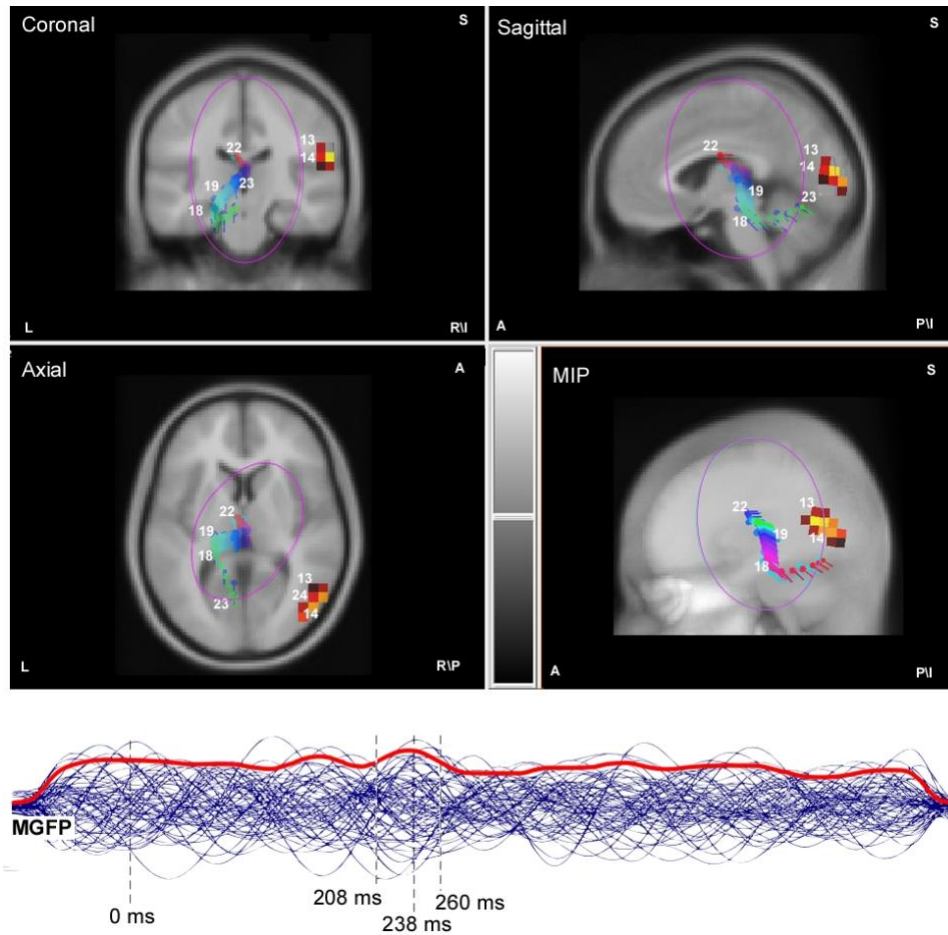 Coronal
S
13
14
22
19
23
18
L
R\I
Sagittal
S
22
13
14
19
23
18
A
P\I
Axial
A
22
19
18
13
24
14
23
L
R\P
MIP
S
22
13
19
14
18
A
P\I
MGFP
0 ms
208 ms
238 ms
260 ms